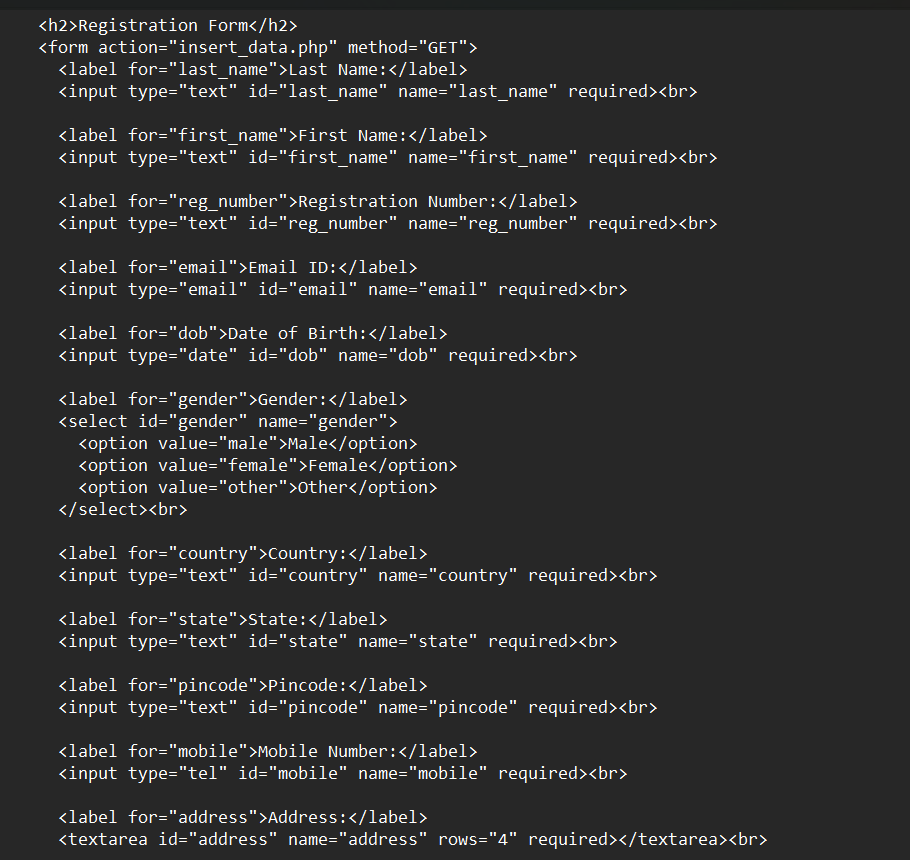 <h2>Registration Form</h2>
<form action="insert_data.php" method="GET">
<label for="last_name">Last Name:</label>
<input type="text" id="last_name" name="last_name" required><br>
<label for="first_name">First Name:</label>
<input type="text" id="first_name" name="first_name" required><br>
<label for="reg_number">Registration Number:</label>
<input type="text" id="reg_number" name="reg_number" required><br>
<label for="email">Email ID:</label>
<input type="email" id="email" name="email" required><br>
<label for="dob">Date of Birth:</label>
<input type="date" id="dob" name="dob" required><br>
<label for="gender">Gender:</label>
<select id="gender" name="gender">
<option value="male">Male</option>
<option value="female">Female</option>
<option value="other">Other</option>
</select><br>
<label for="country">Country:</label>
<input type="text" id="country" name="country" required><br>
<label for="state">State:</label>
<input type="text" id="state" name="state" required><br>
<label for="pincode">Pincode:</label>
<input type="text" id="pincode" name="pincode" required><br>
<label for="mobile">Mobile Number:</label>
<input type="tel" id="mobile" name="mobile" required><br>
<label for="address">Address:</label>
<textarea id="address" name="address" rows="4" required></textarea><br>